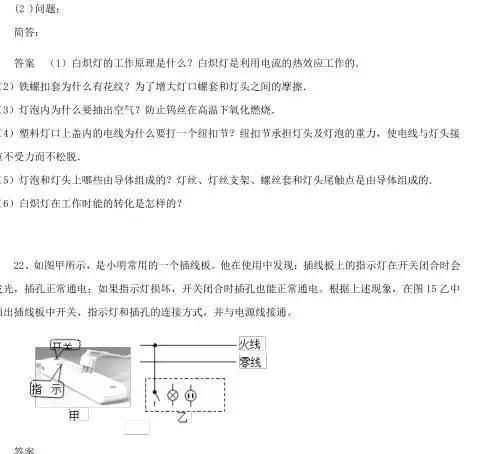 (2 )问题;
简答:
答案 (1)白炽灯的工作原理是什么?白炽灯是利用电流的热效应工作的.
2)铁螺扣套为什么有花纹?为了增大灯口螺套和灯头之间的摩擦.
3)灯泡内为什么要抽出空气?防止钨丝在高温下氧化燃烧.
4)塑料灯口上盖内的电线为什么要打一个纽扣节?纽扣节承担灯头及灯泡的重力,使电线与灯头接
点不受力而不松脱.
5)灯泡和灯头上哪些由导体组成的?灯丝、灯丝支架、螺丝套和灯头尾触点是由导体组成的.
6)白炽灯在工作时能的转化是怎样的?
22、如图甲所示,是小明常用的一个插线板。他在使用中发现:插线板上的指示灯在开关闭合时会
发光,插孔正常通电;如果指示灯损坏,开关闭合时插孔也能正常通电。根据上述现象,在图 15 乙中
画出插线板中开关、指示灯和插孔的连接方式,并与电源线接通。
开关
火线
零线
指 示
甲
乙
答案